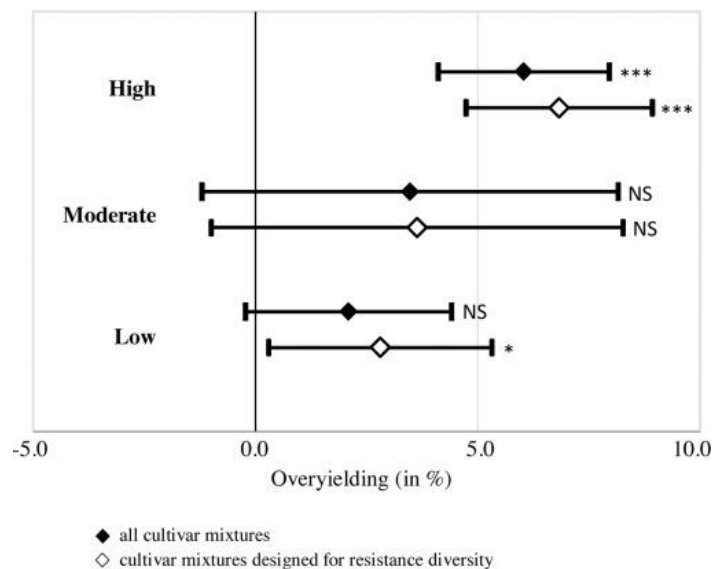 ***
High
***
NS
Moderate
NS
NS
Low
*
-5.0 0.0 5.0 10.0
Overyielding (in %)
all cultivar mixtures
cultivar mixtures designed for resistance diversity